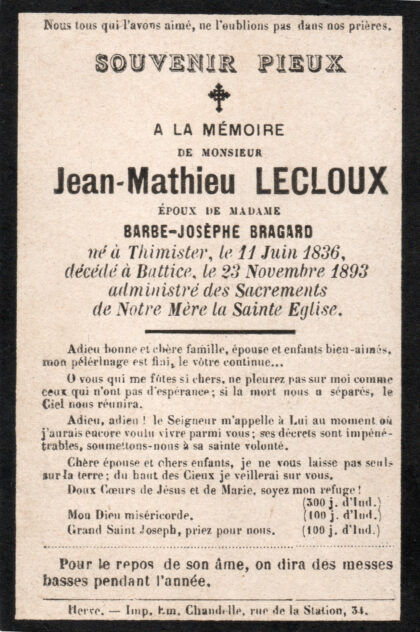 Nous tous qui l'avons aimé, ne l'oublions pas dans nos prières.
SOUVENIR PIEUX
A LA MÉMOIRE
DE MONSIEUR
Jean-Mathieu LECLOUX
ÉPOUX DE MADAME
BARBE-JOSÈPHE BRAGARD
né à Thimister, le 11 Juin 1836,
décédé à Battice, le 23 Novembre 1893
administré des Sacrements
de Notre Mère la Sainte Eglise.
Adieu bonne et chère famille, épouse et enfants bien-aimés,
mon pélérinage est fini, le vôtre continue...
O vous qui me fûtes si chers, ne pleurez pas sur moi comme
ceux qui n'ont pas d'espérance; si la mort nous a séparés, le
Ciel nous réunira.
Adieu, adieu ! le Seigneur m'appelle à Lui au moment où
j'aurais encore voulu vivre parmi vous; ses décrets sont impéné-
trables, soumettons-nous à sa sainte volonté.
Chère épouse et chers enfants, je ne vous laisse pas seuls
sur la terre; du haut des Cieux je veillerai sur vous.
Doux Cœurs de Jésus et de Marie, soyez mon refuge !
(300 j. d'Ind.)
Mon Dieu miséricorde. (100 j. d'Ind.)
Grand Saint Joseph, priez pour nous. (100 j. d'Ind.)
Pour le repos de son âme, on dira des messes
basses pendant l'année.
Herve. — Imp. Em. Chandelle, rue de la Station, 34.